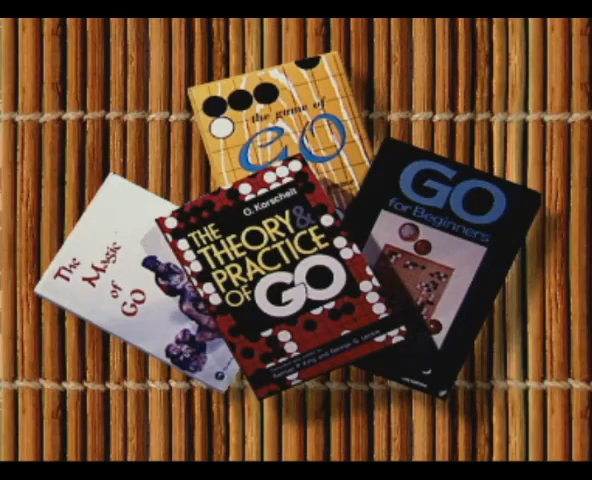 the game of
GO
The
Magic
of
GO
O. Korschelt
THE
THEORY &
PRACTICE
OF GO
GO
for Beginners